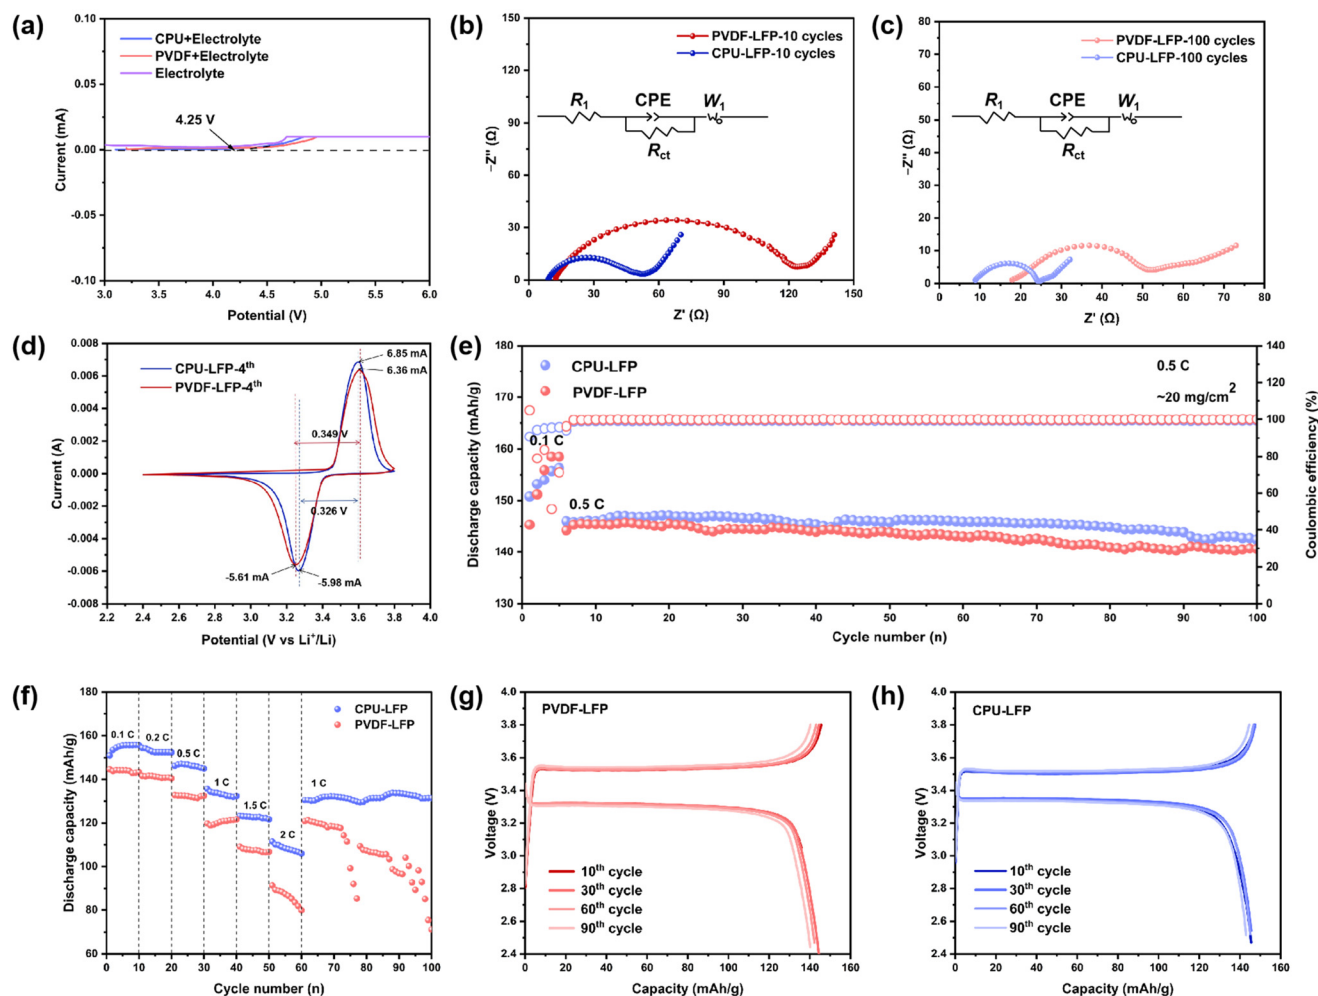 (a)
0.10
0.05
0.00
-0.05
-0.10
Current (mA)
CPU+Electrolyte
PVDF+Electrolyte
Electrolyte
4.25 V
3.0 3.5 4.0 4.5 5.0 5.5 6.0
Potential (V)
(b)
150
120
90
60
30
0
−Z'' (Ω)
PVDF-LFP-10 cycles
CPU-LFP-10 cycles
R1 CPE W1
Rct
0 30 60 90 120 150
Z' (Ω)
(c)
80
70
60
50
40
30
20
10
0
−Z'' (Ω)
PVDF-LFP-100 cycles
CPU-LFP-100 cycles
R1 CPE W1
Rct
0 10 20 30 40 50 60 70 80
Z' (Ω)
(d)
0.008
0.006
0.004
0.002
0.000
-0.002
-0.004
-0.006
-0.008
Current (A)
CPU-LFP-4th
PVDF-LFP-4th
6.85 mA
6.36 mA
0.349 V
0.326 V
-5.61 mA
-5.98 mA
2.2 2.4 2.6 2.8 3.0 3.2 3.4 3.6 3.8 4.0
Potential (V vs Li+/Li)
(e)
180
170
160
150
140
130
Discharge capacity (mAh/g)
CPU-LFP
PVDF-LFP
0.5 C
~20 mg/cm2
0.1 C
0.5 C
140
120
100
80
60
40
20
0
Coulombic efficiency (%)
0 10 20 30 40 50 60 70 80 90 100
Cycle number (n)
(f)
180
160
140
120
100
80
60
Discharge capacity (mAh/g)
CPU-LFP
PVDF-LFP
0.1 C
0.2 C
0.5 C
1 C
1.5 C
2 C
1 C
0 10 20 30 40 50 60 70 80 90 100
Cycle number (n)
(g)
4.0
3.8
3.6
3.4
3.2
3.0
2.8
2.6
2.4
Voltage (V)
PVDF-LFP
10th cycle
30th cycle
60th cycle
90th cycle
0 20 40 60 80 100 120 140 160
Capacity (mAh/g)
(h)
4.0
3.8
3.6
3.4
3.2
3.0
2.8
2.6
2.4
Voltage (V)
CPU-LFP
10th cycle
30th cycle
60th cycle
90th cycle
0 20 40 60 80 100 120 140 160
Capacity (mAh/g)